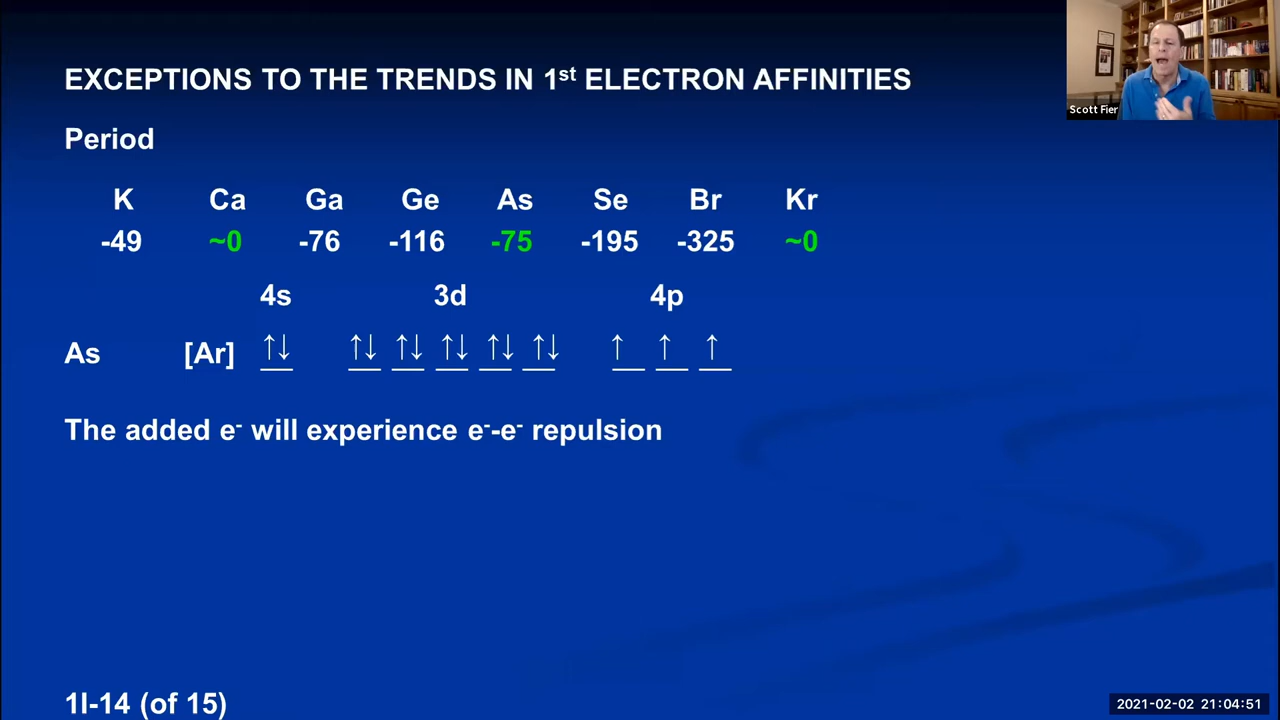 EXCEPTIONS TO THE TRENDS IN 1st ELECTRON AFFINITIES
Scott Fier
Period
K Ca Ga Ge As Se Br Kr
-49 ~0 -76 -116 -75 -195 -325 ~0
4s 3d 4p
As [Ar] ↑↓ ↑↓ ↑↓ ↑↓ ↑↓ ↑↓ ↑ ↑ ↑
The added e- will experience e--e- repulsion
1I-14 (of 15)
2021-02-02 21:04:51